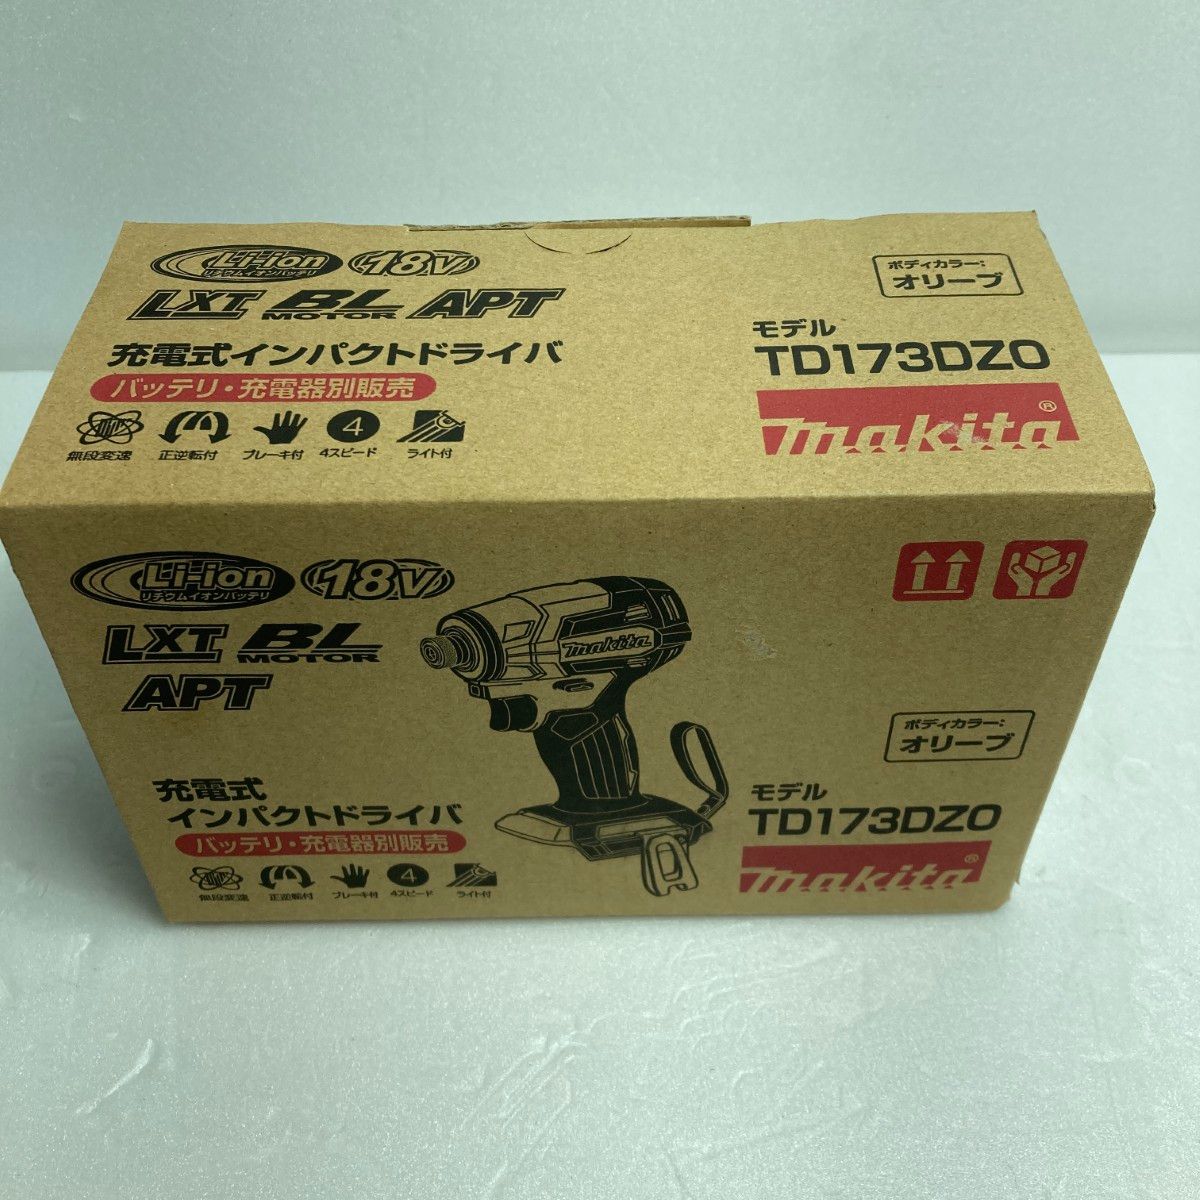 Li-ion 18V
リチウムイオンバッテリ
LXT BL MOTOR APT
充電式インパクトドライバ
バッテリ・充電器別販売
無段変速 正逆転付 ブレーキ付 4 4スピード ライト付
ボディカラー:
オリーブ
モデル
TD173DZO
makita®
Li-ion 18V
リチウムイオンバッテリ
LXT BL MOTOR
APT
makita
充電式
インパクトドライバ
バッテリ・充電器別販売
無段変速 正逆転付 ブレーキ付 4 4スピード ライト付
ボディカラー:
オリーブ
モデル
TD173DZO
makita®